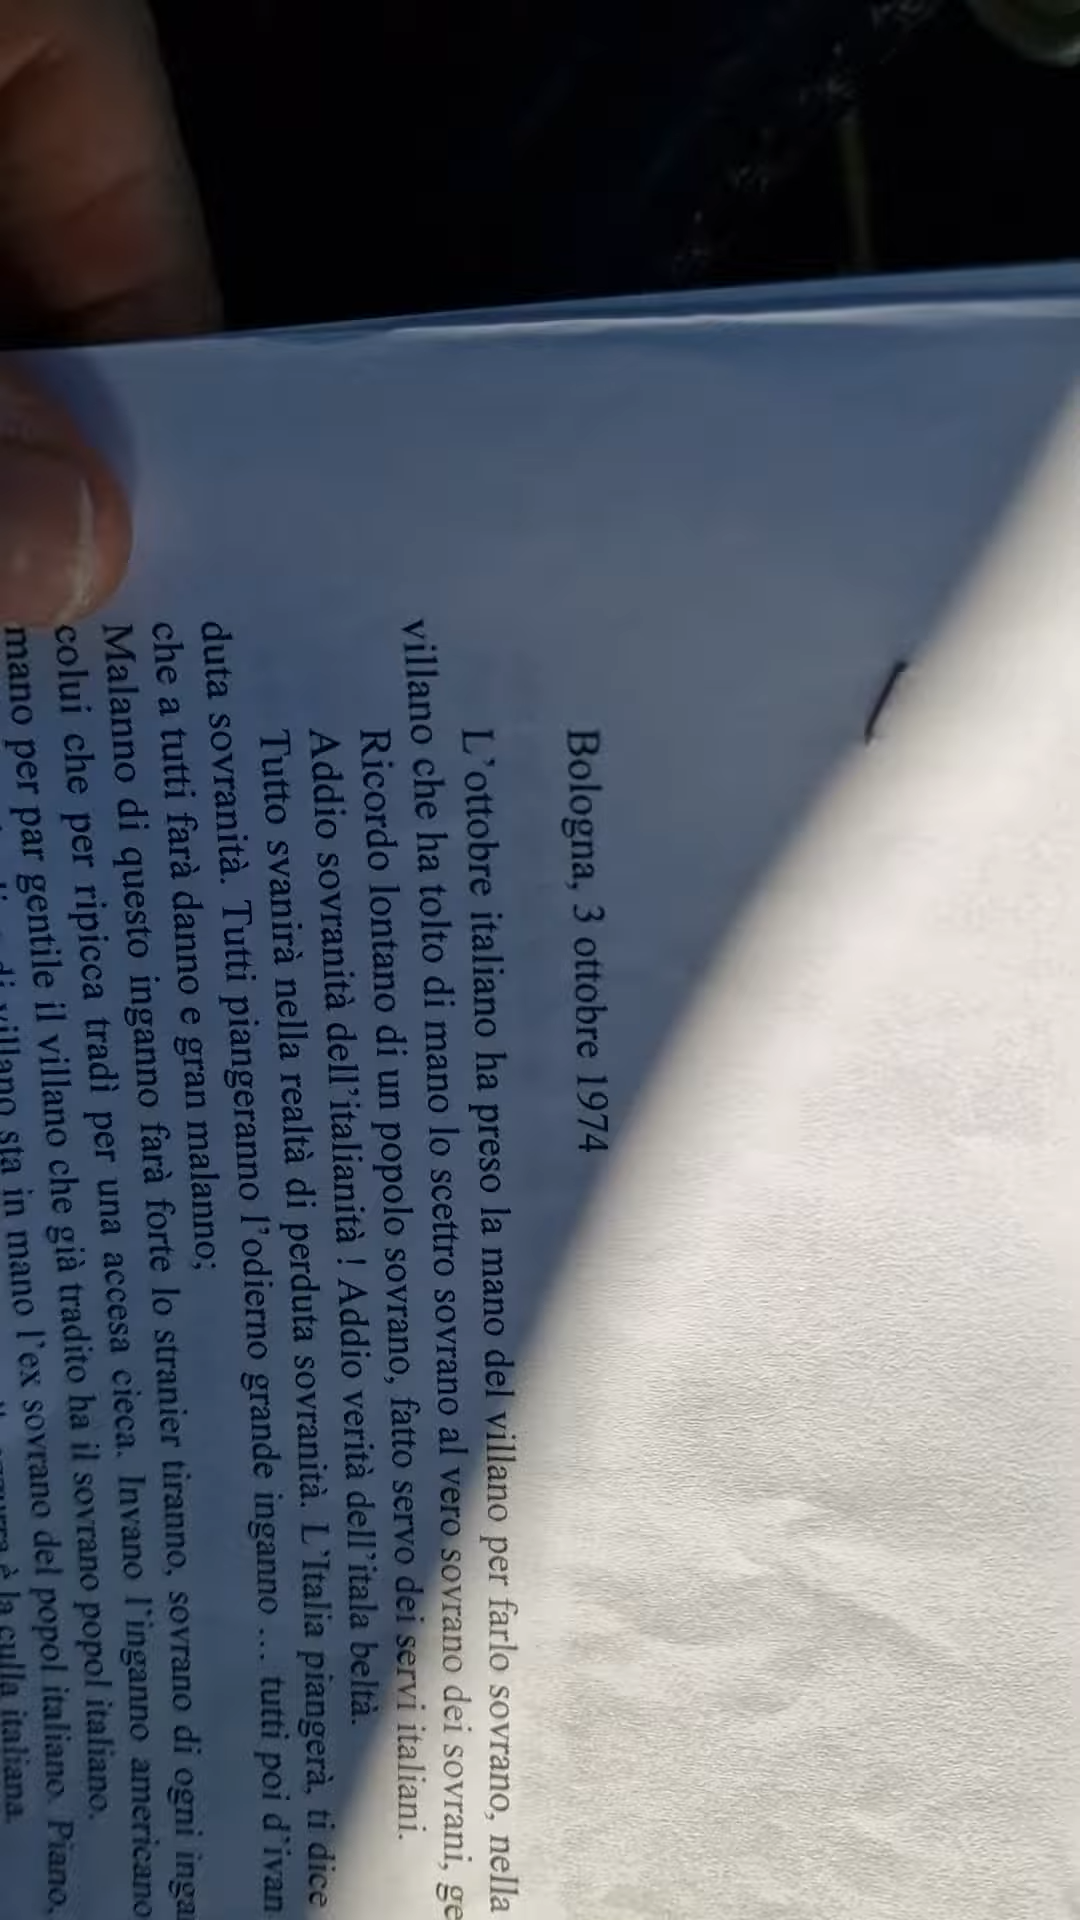 Bologna, 3 ottobre 1974
L'ottobre italiano ha preso la mano del villano per farlo sovrano, nella
villano che ha tolto di mano lo scettro sovrano al vero sovrano dei sovrani, ge
Ricordo lontano di un popolo sovrano, fatto servo dei servi italiani.
Addio sovranità dell'italianità ! Addio verità dell'itala beltà.
Tutto svanirà nella realtà di perduta sovranità. L'Italia piangerà, ti dice
duta sovranità. Tutti piangeranno l'odierno grande inganno ... tutti poi d'ivan
che a tutti farà danno e gran malanno;
Malanno di questo inganno farà forte lo stranier tiranno, sovrano di ogni inga
colui che per ripicca tradì per una accesa cieca. Invano l'inganno americano
mano per par gentile il villano che già tradito ha il sovrano popol italiano.
di villano sta in mano l'ex sovrano del popol italiano. Piano,
è la culla italiana.